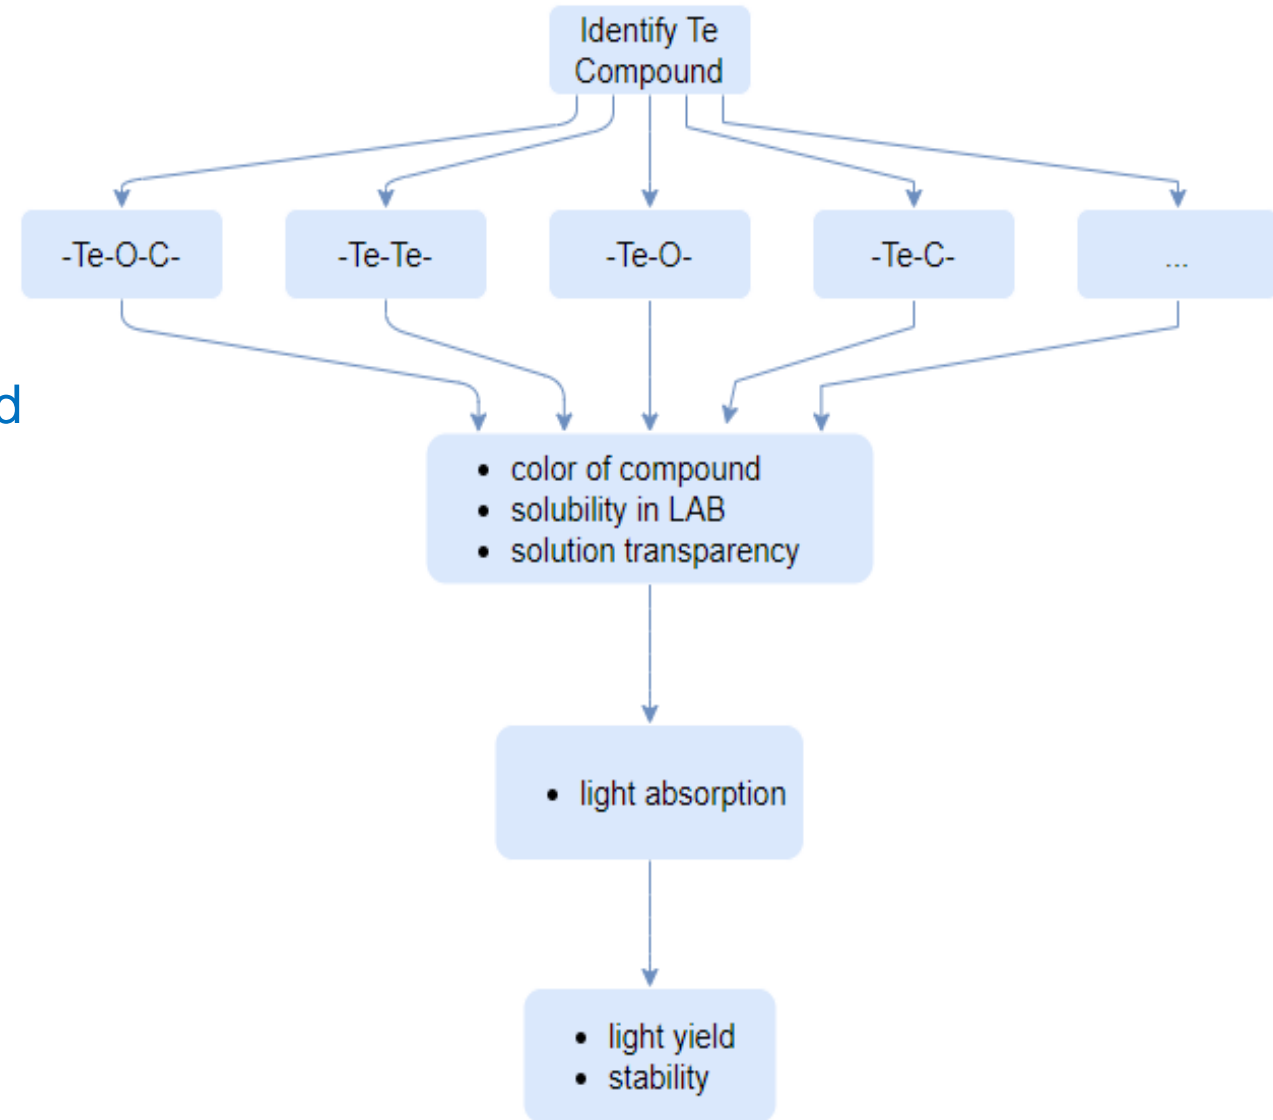 Identify Te
Compound
-Te-O-C-
-Te-Te-
-Te-O-
-Te-C-
...
d
• color of compound
• solubility in LAB
• solution transparency
• light absorption
• light yield
• stability